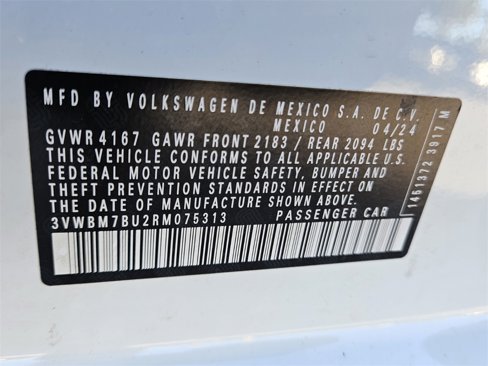 MFD BY VOLKSWAGEN DE MEXICO S.A. DE C.V.
MEXICO 04/24
GVWR 4167 GAWR FRONT 2183 / REAR 2094 LBS
THIS VEHICLE CONFORMS TO ALL APPLICABLE U.S.
FEDERAL MOTOR VEHICLE SAFETY, BUMPER AND
THEFT PREVENTION STANDARDS IN EFFECT ON THE
DATE OF MANUFACTURE SHOWN ABOVE.
3VWBM7BU2RM075313 PASSENGER CAR
1461372 3917 M